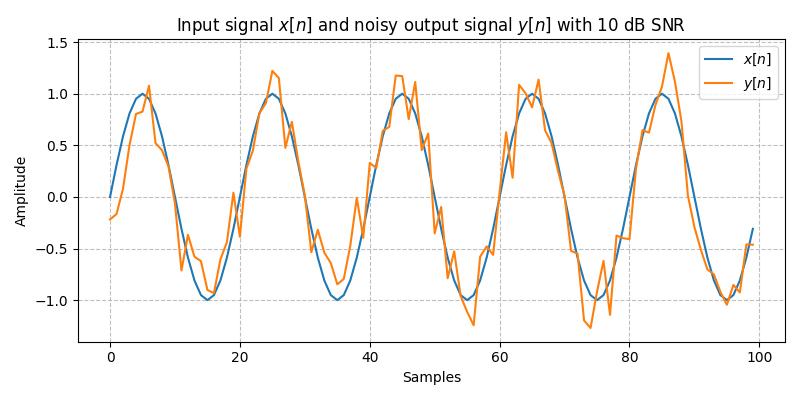 Input signal x[n] and noisy output signal y[n] with 10 dB SNR
1.5
1.0
0.5
0.0
−0.5
−1.0
Amplitude
x[n]
y[n]
0 20 40 60 80 100
Samples